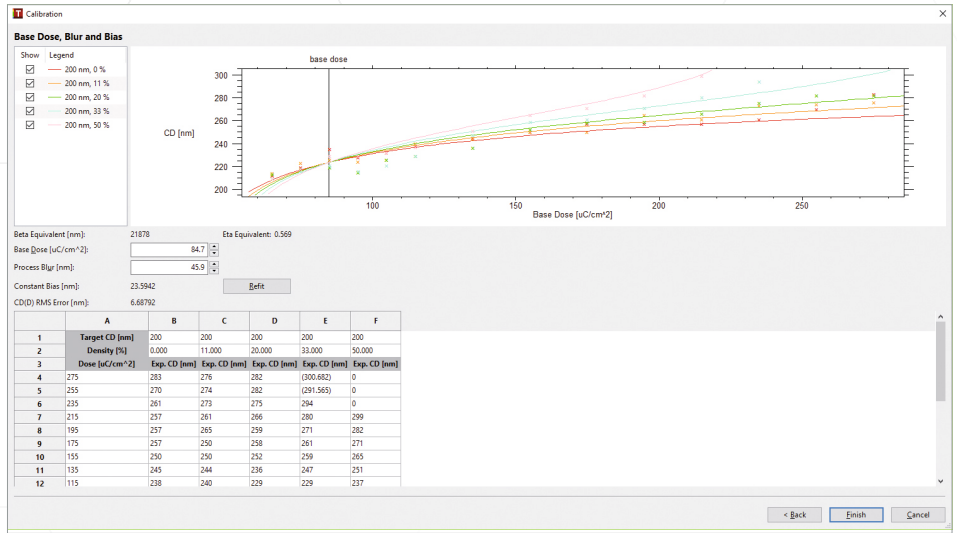 Calibration
Base Dose, Blur and Bias
Show Legend
200 nm, 0 %
200 nm, 11 %
200 nm, 20 %
200 nm, 33 %
200 nm, 50 %
base dose
300
280
260
240
220
200
CD [nm]
100 150 200 250
Base Dose [uC/cm^2]
Beta Equivalent [nm]: 21878 Eta Equivalent: 0.569
Base Dose [uC/cm^2]: 84.7
Process Blur [nm]: 45.9
Constant Bias [nm]: 23.5942 Refit
CD(D) RMS Error [nm]: 6.68792
A B C D E F
1 Target CD [nm] 200 200 200 200 200
2 Density [%] 0.000 11.000 20.000 33.000 50.000
3 Dose [uC/cm^2] Exp. CD [nm] Exp. CD [nm] Exp. CD [nm] Exp. CD [nm] Exp. CD [nm]
4 275 283 276 282 (300.682) 0
5 255 270 274 282 (291.565) 0
6 235 261 273 275 294 0
7 215 257 261 266 280 299
8 195 257 265 259 271 282
9 175 257 250 258 261 271
10 155 250 250 252 259 265
11 135 245 244 236 247 251
12 115 238 240 229 229 237
< Back Finish Cancel